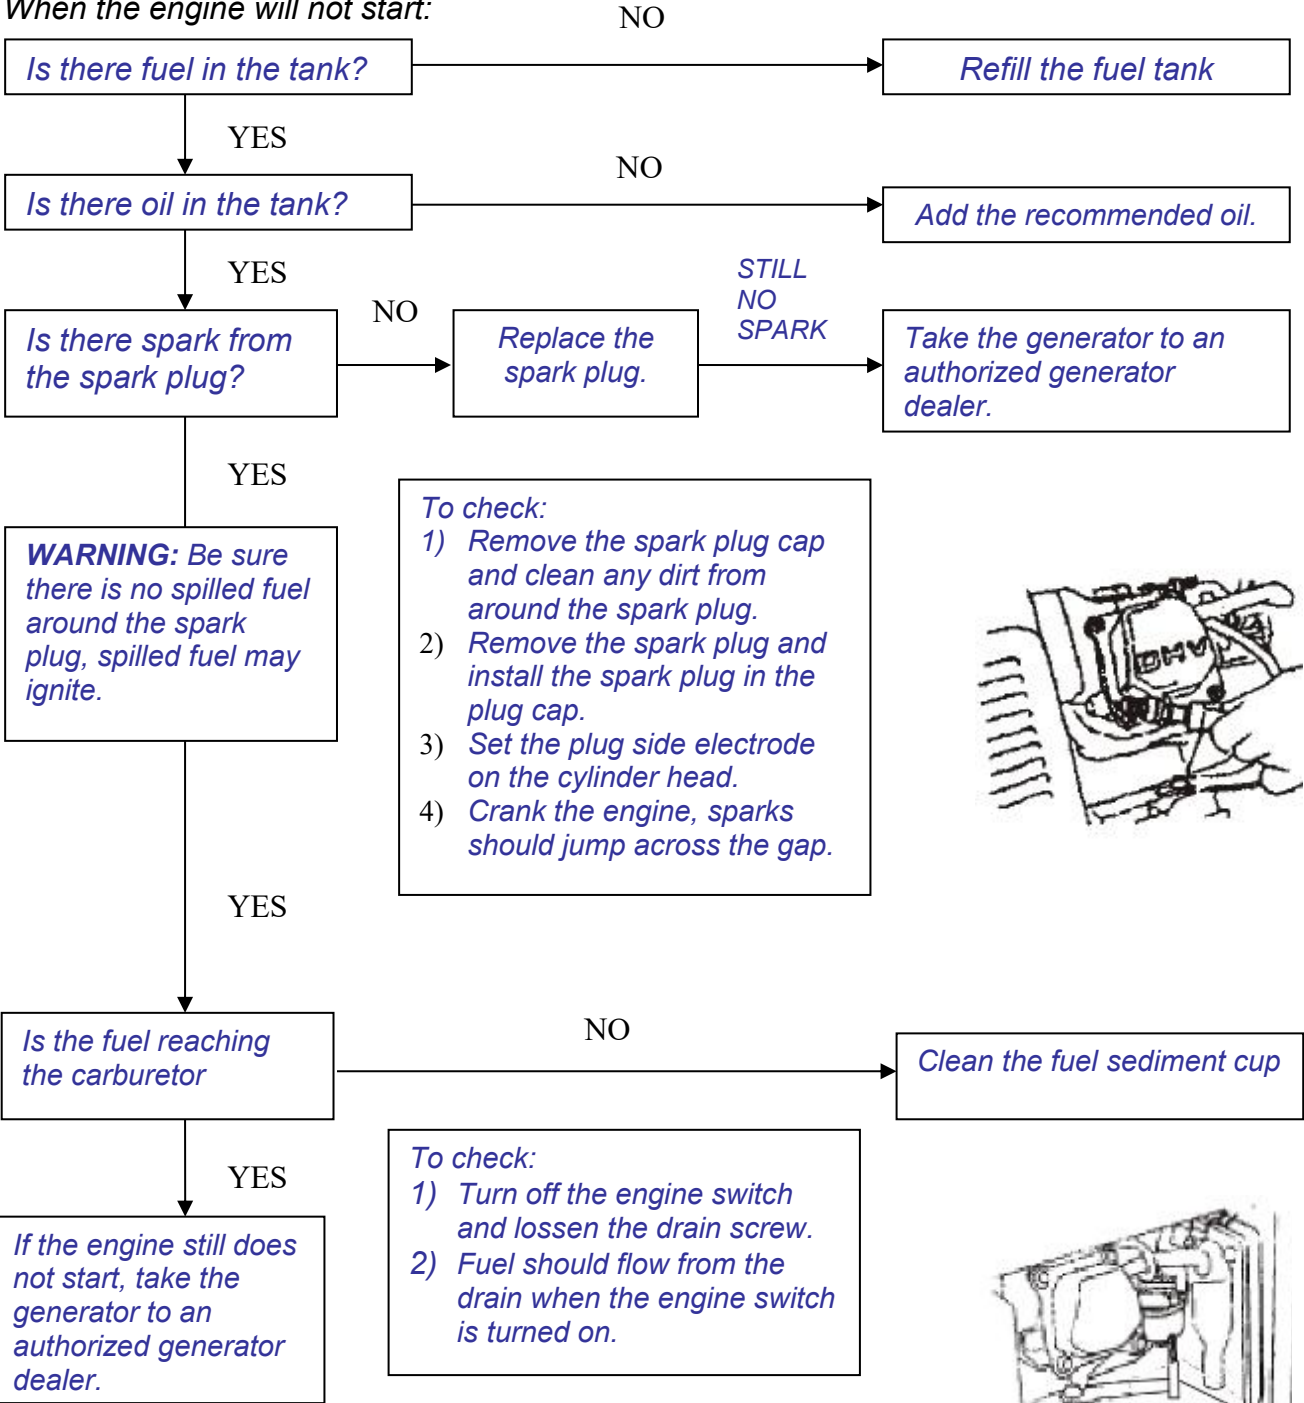 When the engine will not start:
NO
Is there fuel in the tank?
Refill the fuel tank
YES
NO
Is there oil in the tank?
Add the recommended oil.
YES
NO
STILL
NO
SPARK
Is there spark from
the spark plug?
Replace the
spark plug.
Take the generator to an
authorized generator
dealer.
YES
WARNING: Be sure
there is no spilled fuel
around the spark
plug, spilled fuel may
ignite.
To check:
1) Remove the spark plug cap
and clean any dirt from
around the spark plug.
2) Remove the spark plug and
install the spark plug in the
plug cap.
3) Set the plug side electrode
on the cylinder head.
4) Crank the engine, sparks
should jump across the gap.
OHV
YES
Is the fuel reaching
the carburetor
NO
Clean the fuel sediment cup
YES
To check:
1) Turn off the engine switch
and lossen the drain screw.
2) Fuel should flow from the
drain when the engine switch
is turned on.
If the engine still does
not start, take the
generator to an
authorized generator
dealer.